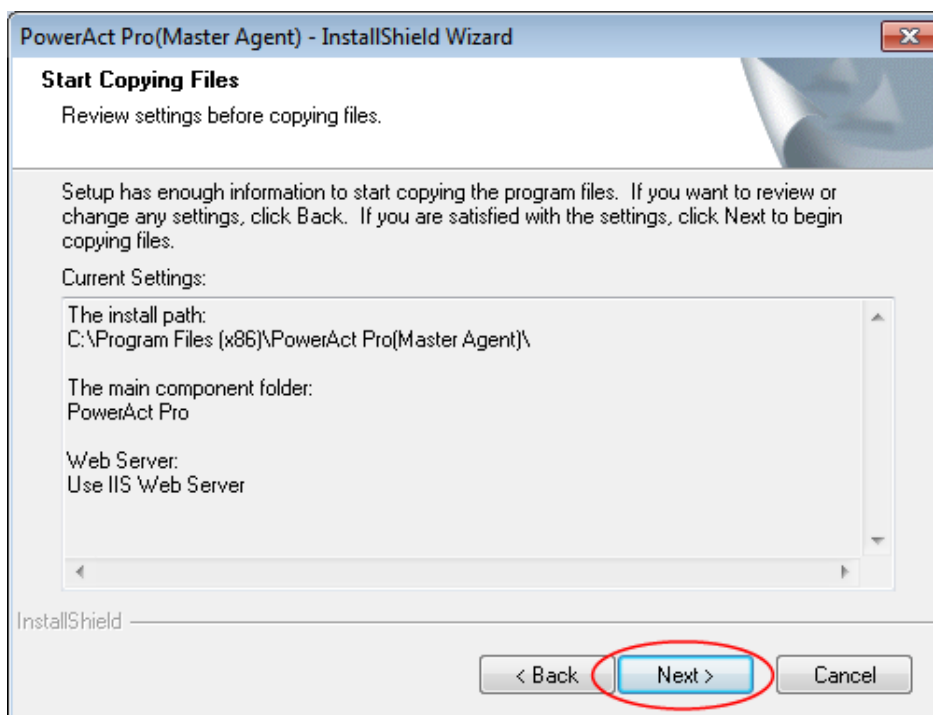 PowerAct Pro(Master Agent) - InstallShield Wizard
Start Copying Files
Review settings before copying files.
Setup has enough information to start copying the program files.  If you want to review or
change any settings, click Back.  If you are satisfied with the settings, click Next to begin
copying files.
Current Settings:
The install path:
C:\Program Files (x86)\PowerAct Pro(Master Agent)\
The main component folder:
PowerAct Pro
Web Server:
Use IIS Web Server
InstallShield
< Back
Next >
Cancel